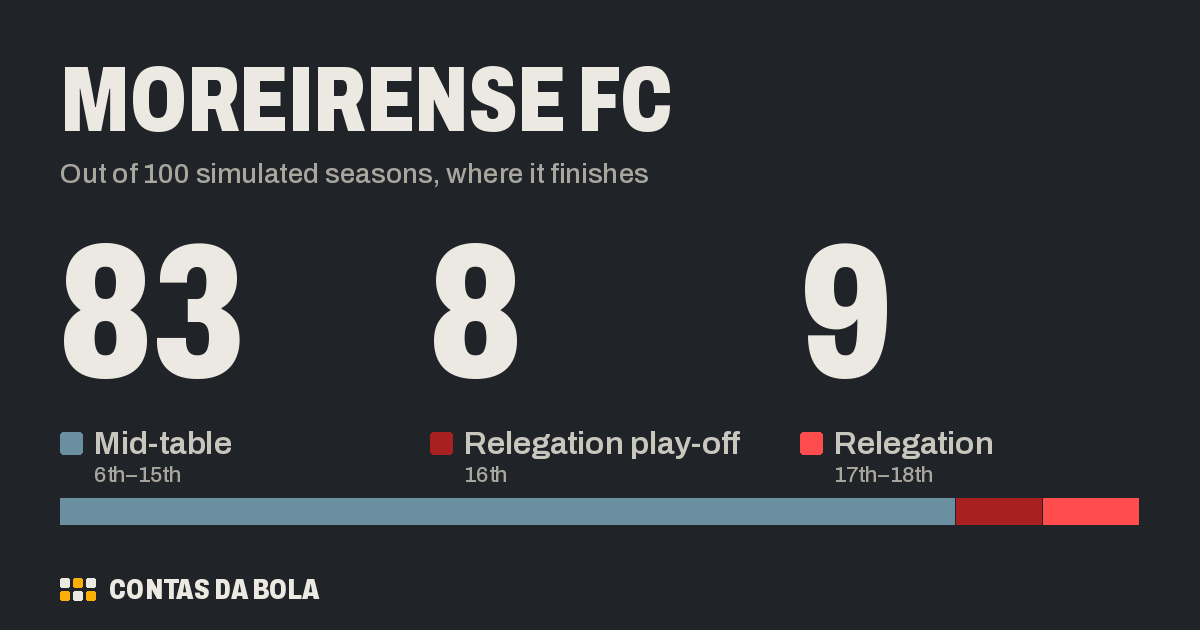 MOREIRENSE FC
Out of 100 simulated seasons, where it finishes
83 8 9
Mid-table Relegation play-off Relegation
6th–15th 16th 17th–18th
CONTAS DA BOLA